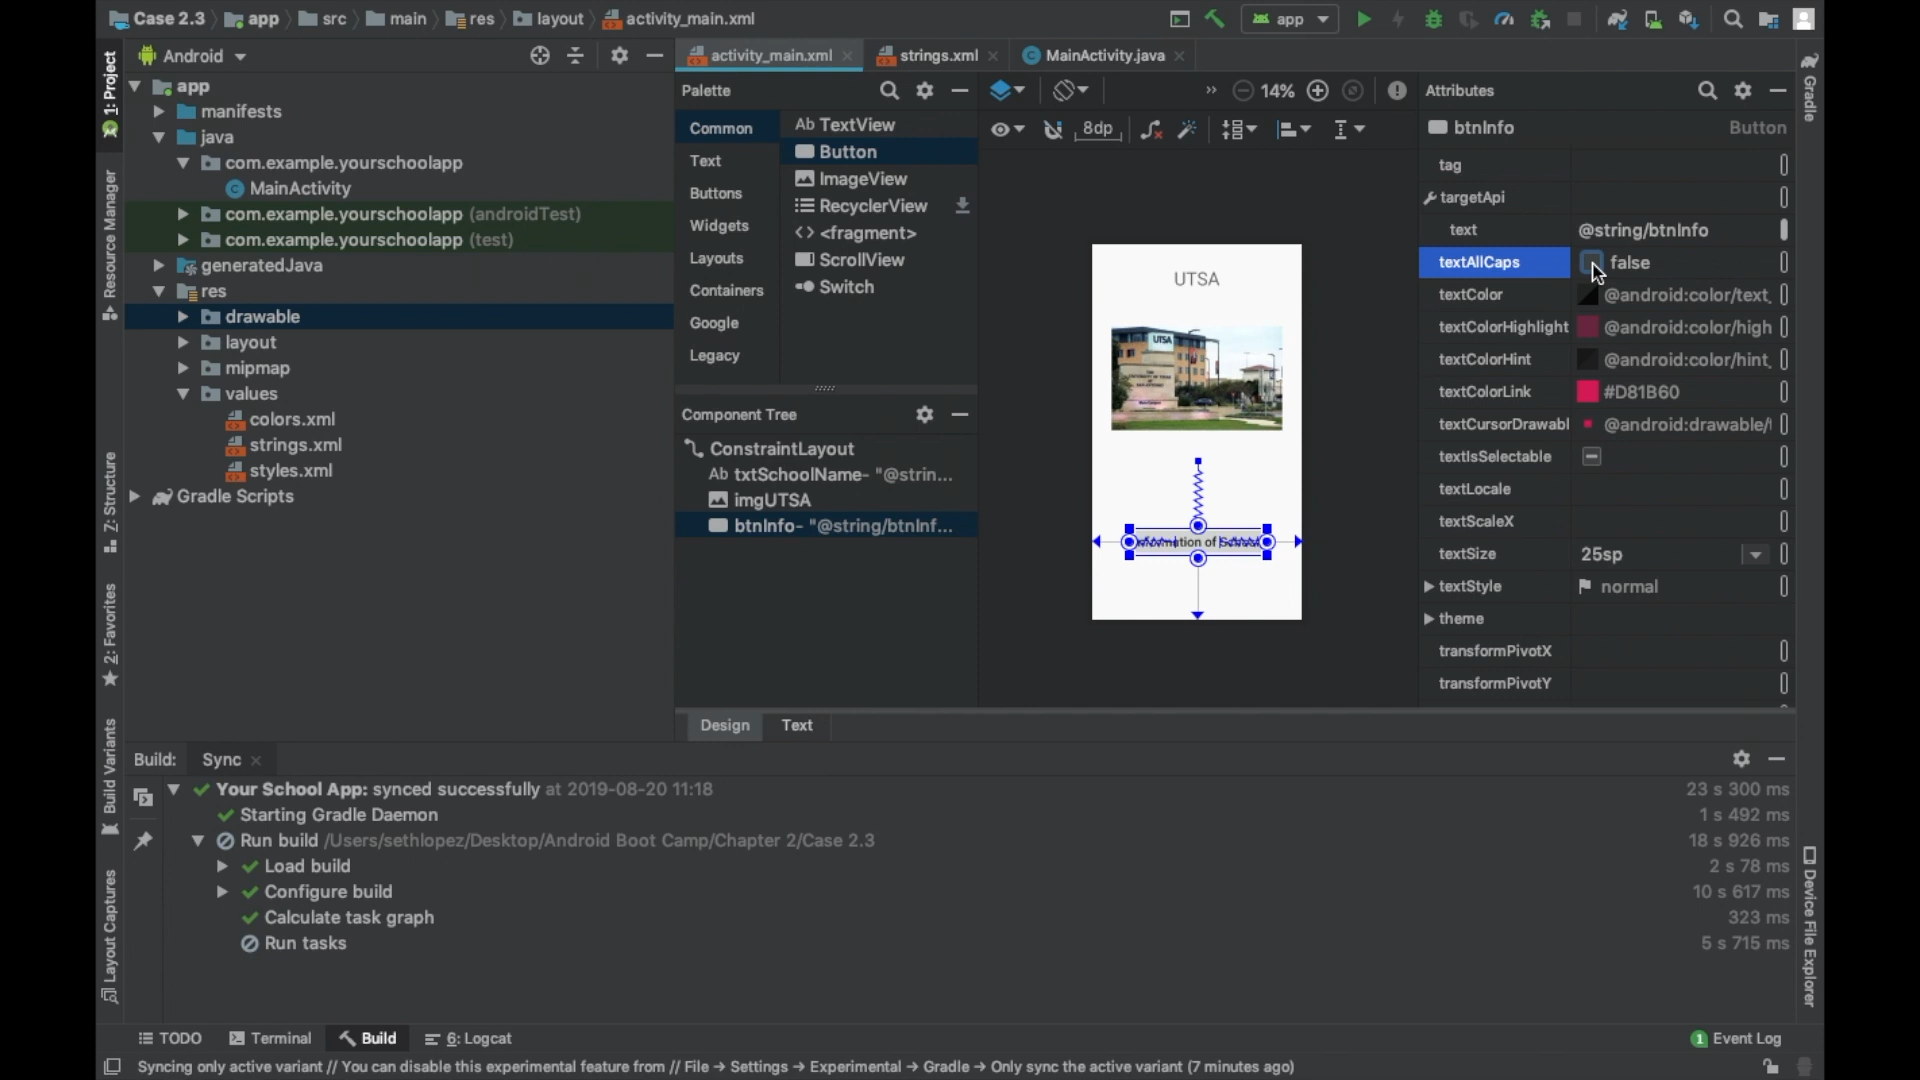 Case 2.3 app src main res layout activity_main.xml
app
1: Project
Resource Manager
7: Structure
2: Favorites
Build Variants
Layout Captures
Android
app
manifests
java
com.example.yourschoolapp
MainActivity
com.example.yourschoolapp (androidTest)
com.example.yourschoolapp (test)
generatedJava
res
drawable
layout
mipmap
values
colors.xml
strings.xml
styles.xml
Gradle Scripts
activity_main.xml strings.xml MainActivity.java
Palette
Common
Text
Buttons
Widgets
Layouts
Containers
Google
Legacy
Ab TextView
Button
ImageView
RecyclerView
<> <fragment>
ScrollView
Switch
Component Tree
ConstraintLayout
Ab txtSchoolName- "@strin...
imgUTSA
btnInfo- "@string/btnInf...
» 14%
8dp
UTSA
UTSA
Attributes
btnInfo Button
tag
targetApi
text @string/btnInfo
textAllCaps false
textColor @android:color/text_
textColorHighlight @android:color/high
textColorHint @android:color/hint_
textColorLink #D81B60
textCursorDrawabl @android:drawable/
textIsSelectable
textLocale
textScaleX
textSize 25sp
textStyle normal
theme
transformPivotX
transformPivotY
Gradle
Device File Explorer
Design Text
Build: Sync
Your School App: synced successfully at 2019-08-20 11:18 23 s 300 ms
Starting Gradle Daemon 1 s 492 ms
Run build /Users/sethlopez/Desktop/Android Boot Camp/Chapter 2/Case 2.3 18 s 926 ms
Load build 2 s 78 ms
Configure build 10 s 617 ms
Calculate task graph 323 ms
Run tasks 5 s 715 ms
TODO Terminal Build 6: Logcat 1 Event Log
Syncing only active variant // You can disable this experimental feature from // File → Settings → Experimental → Gradle → Only sync the active variant (7 minutes ago)